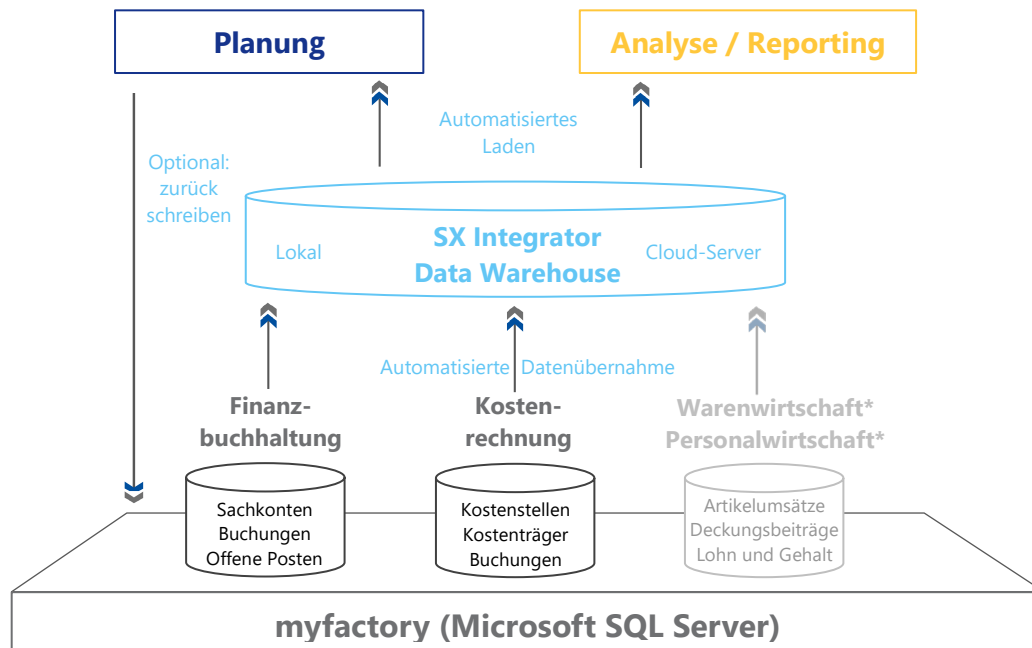 Planung
Analyse / Reporting
Automatisiertes
Laden
Optional:
zurück
schreiben
Lokal
SX Integrator
Data Warehouse
Cloud-Server
Automatisierte Datenübernahme
Finanz-
buchhaltung
Kosten-
rechnung
Warenwirtschaft*
Personalwirtschaft*
Sachkonten
Buchungen
Offene Posten
Kostenstellen
Kostenträger
Buchungen
Artikelumsätze
Deckungsbeiträge
Lohn und Gehalt
myfactory (Microsoft SQL Server)